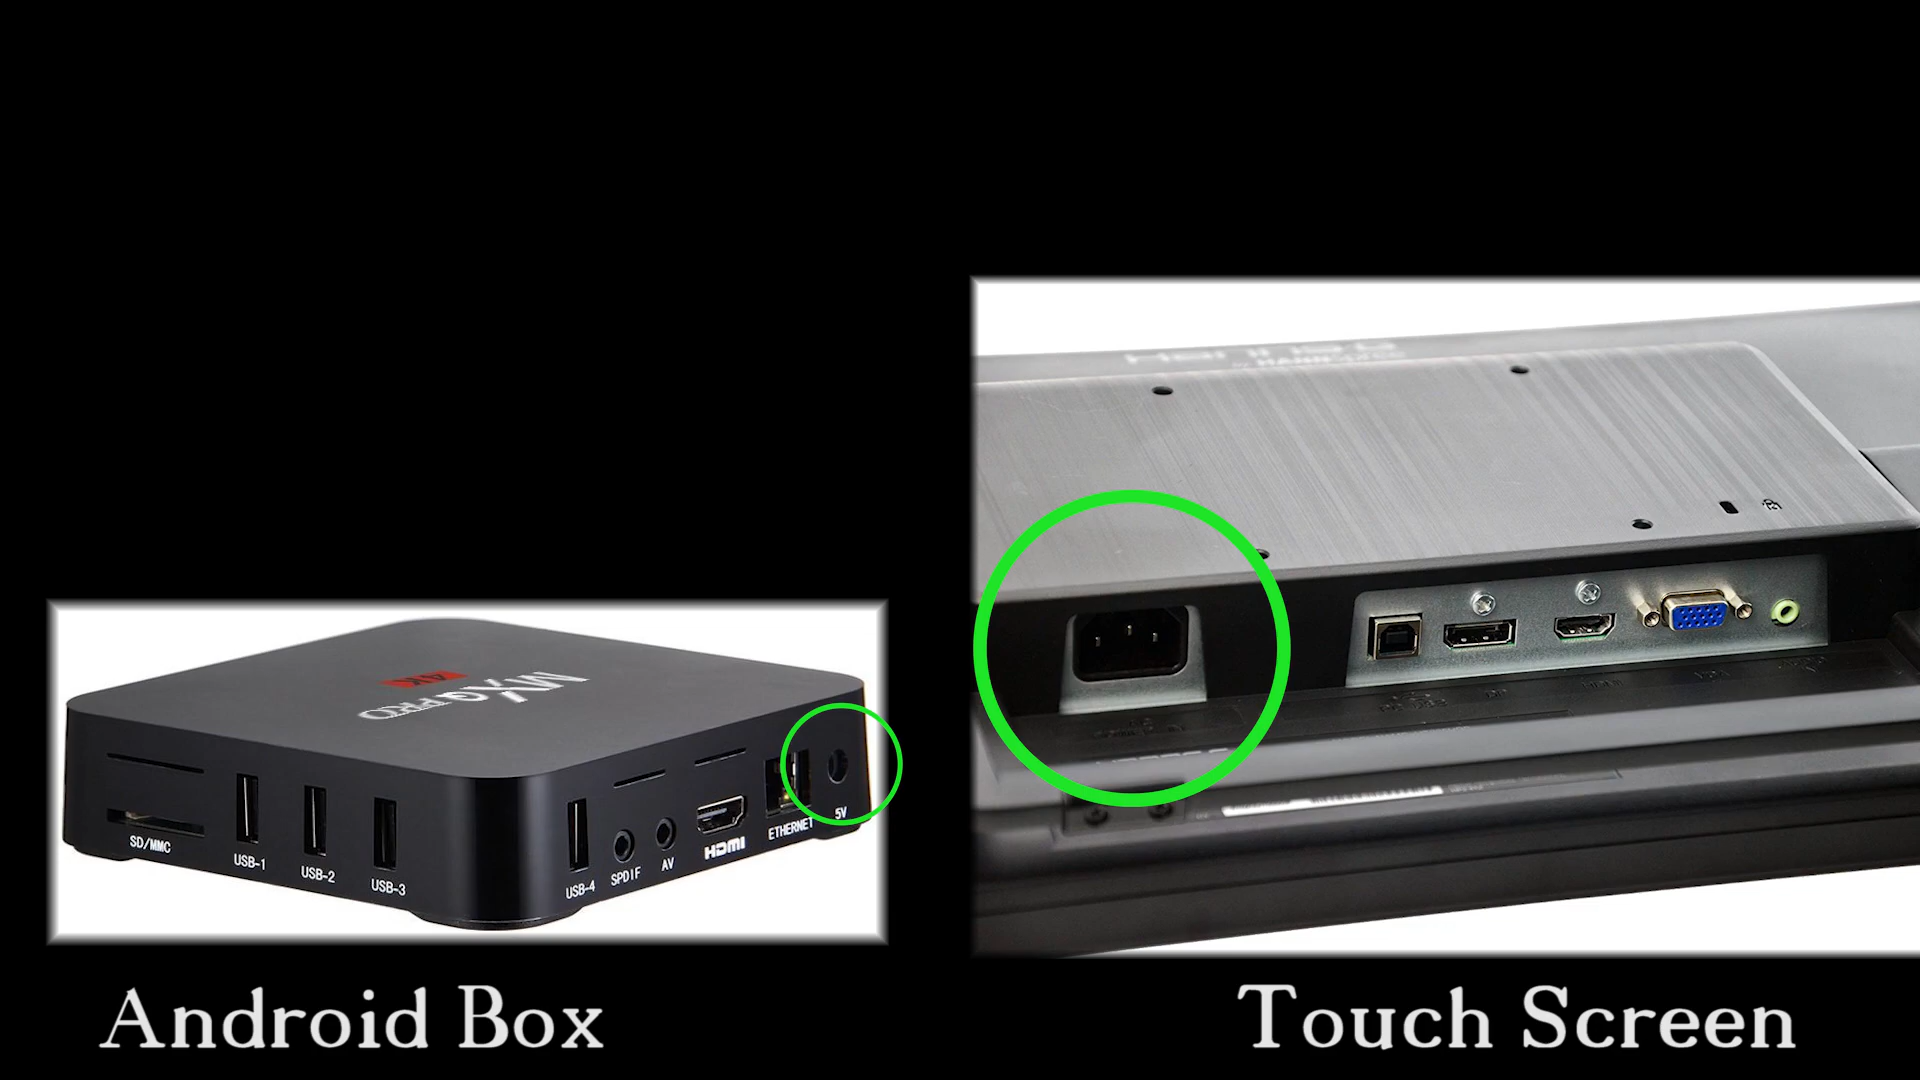 4K
MXQ PRO
SD/MMC
USB-1
USB-2
USB-3
USB-4
SPDIF
AV
HDMI
ETHERNET
5V
Android Box
Touch Screen